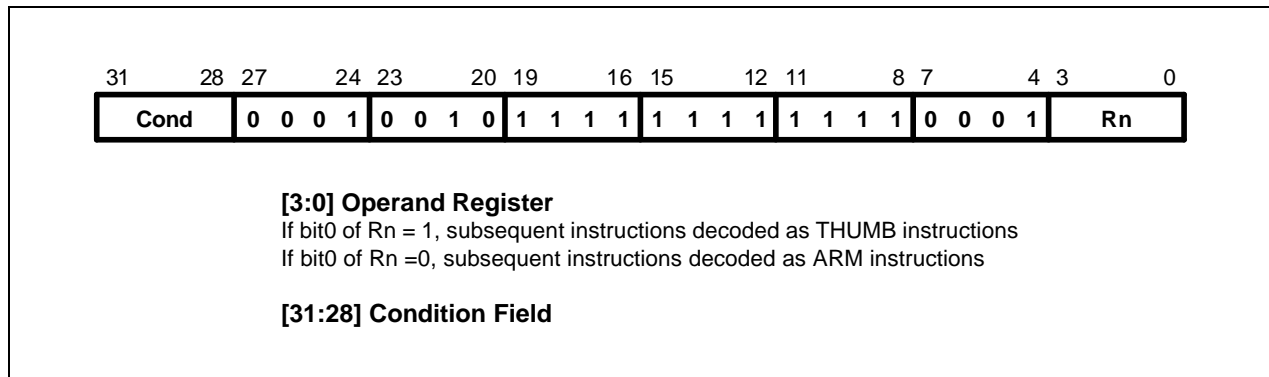 31 28 27 24 23 20 19 16 15 12 11 8 7 4 3 0
Cond 0 0 0 1 0 0 1 0 1 1 1 1 1 1 1 1 1 1 1 1 0 0 0 1 Rn
[3:0] Operand Register
If bit0 of Rn = 1, subsequent instructions decoded as THUMB instructions
If bit0 of Rn =0, subsequent instructions decoded as ARM instructions
[31:28] Condition Field